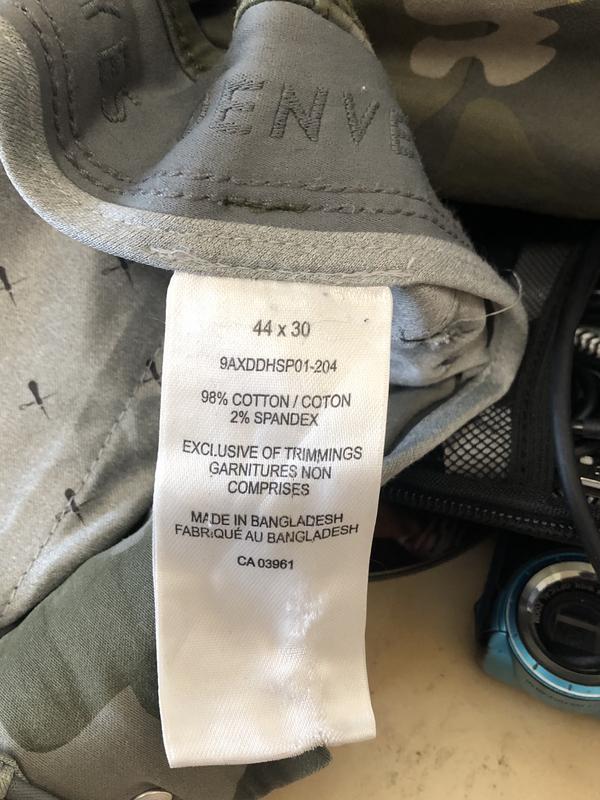 ENVE
44 x 30
9AXDDHSP01-204
98% COTTON / COTON
2% SPANDEX
EXCLUSIVE OF TRIMMINGS
GARNITURES NON
COMPRISES
MADE IN BANGLADESH
FABRIQUÉ AU BANGLADESH
CA 03961